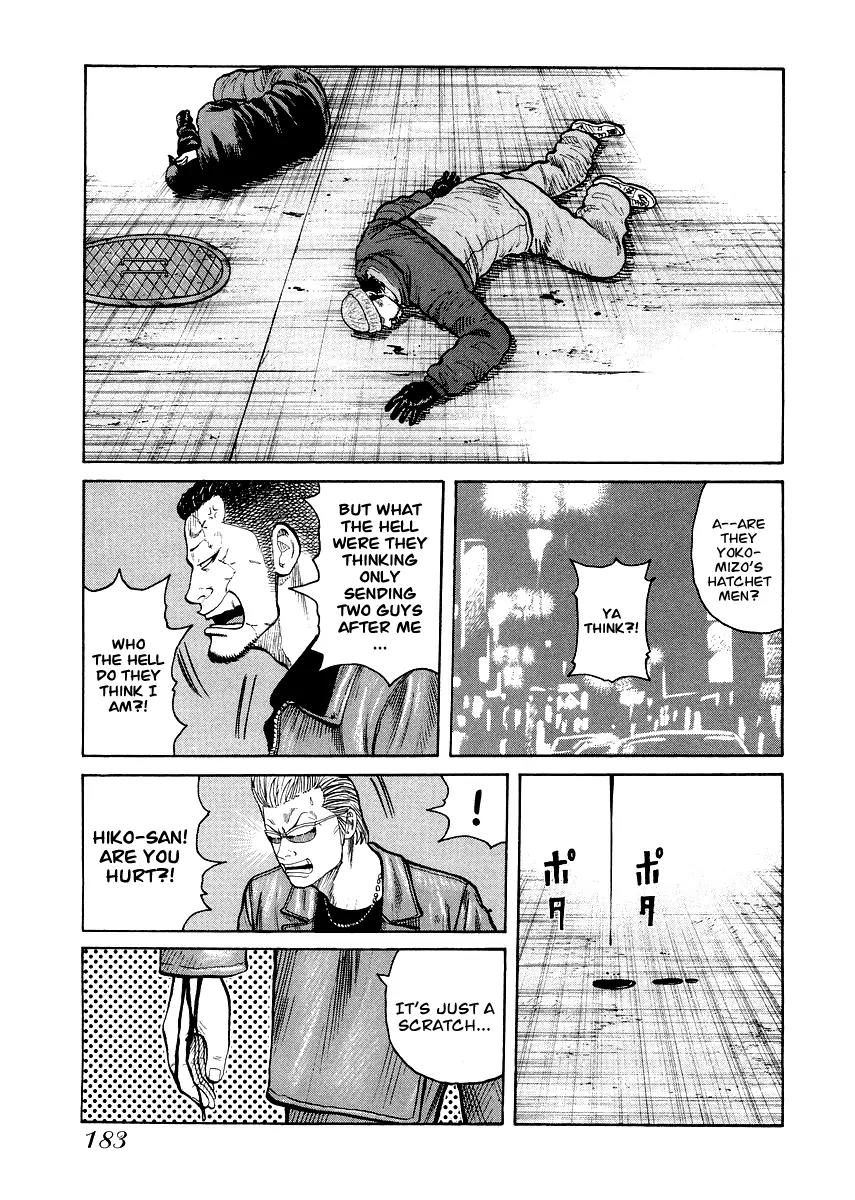 A--ARE
THEY
YOKO-
MIZO'S
HATCHET
MEN?
YA
THINK?!
BUT WHAT
THE HELL
WERE THEY
THINKING
ONLY
SENDING
TWO GUYS
AFTER ME
...
WHO
THE HELL
DO THEY
THINK I
AM?!
ポタ
ポタ
!
HIKO-SAN!
ARE YOU
HURT?!
IT'S JUST A
SCRATCH...
183